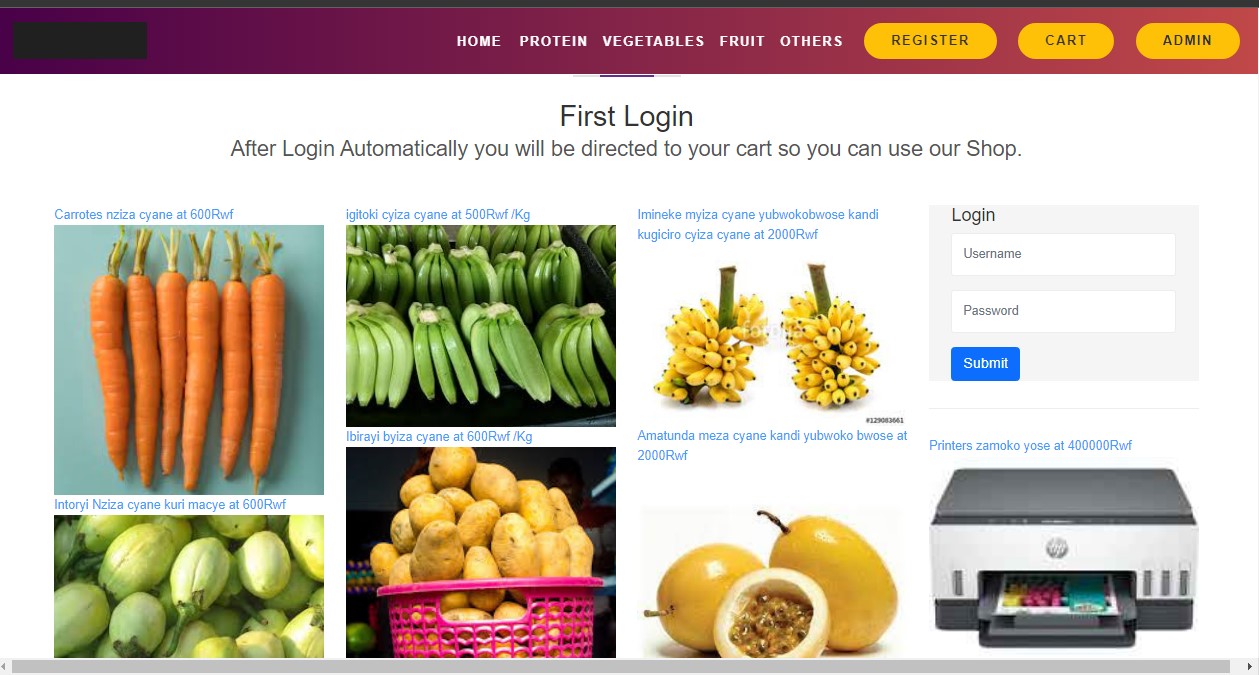 HOME PROTEIN VEGETABLES FRUIT OTHERS REGISTER CART ADMIN
First Login
After Login Automatically you will be directed to your cart so you can use our Shop.
Carrotes nziza cyane at 600Rwf
Intoryi Nziza cyane kuri macye at 600Rwf
igitoki cyiza cyane at 500Rwf /Kg
Ibirayi byiza cyane at 600Rwf /Kg
Imineke myiza cyane yubwokobwose kandi
kugiciro cyiza cyane at 2000Rwf
#129083661
Amatunda meza cyane kandi yubwoko bwose at
2000Rwf
Login
Username
Password
Submit
Printers zamoko yose at 400000Rwf
hp